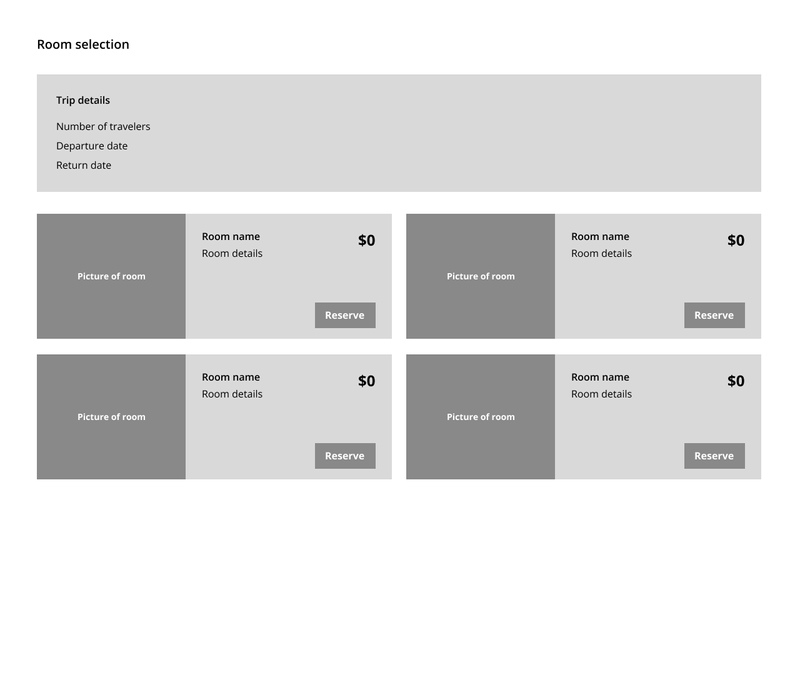 Room selection
Trip details
Number of travelers
Departure date
Return date
Picture of room
Room name
$0
Room details
Reserve
Picture of room
Room name
$0
Room details
Reserve
Picture of room
Room name
$0
Room details
Reserve
Picture of room
Room name
$0
Room details
Reserve